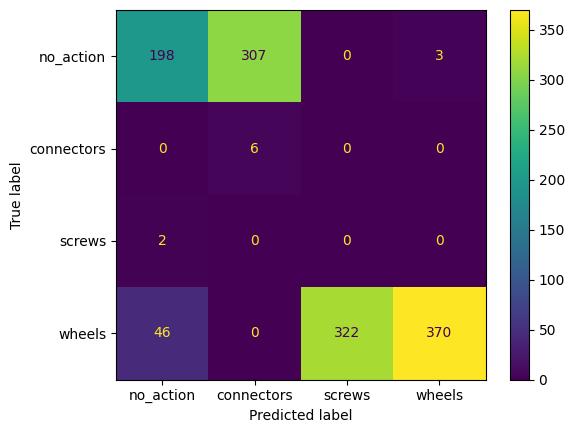 no_action 198 307 0 3
connectors 0 6 0 0
screws 2 0 0 0
wheels 46 0 322 370
no_action connectors screws wheels
Predicted label
True label
350
300
250
200
150
100
50
0